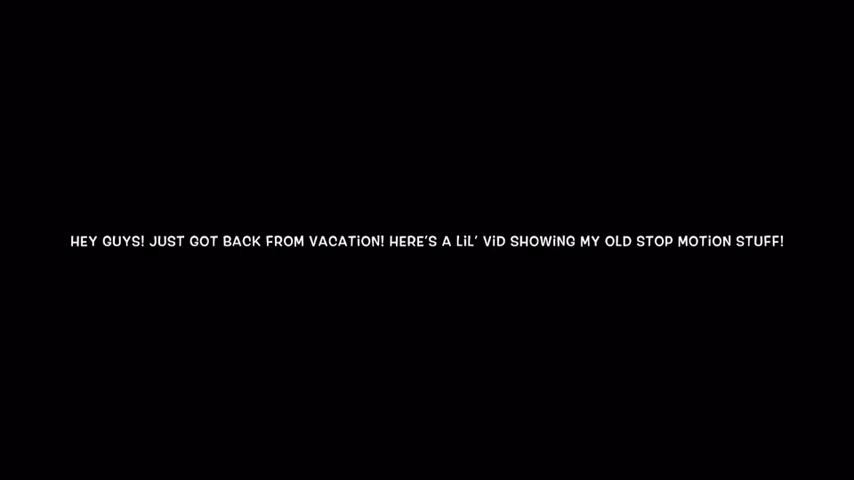 HEY GUYS! JUST GOT BACK FROM VACATiON! HERE'S A LiL' ViD SHOWiNG MY OLD STOP MOTiON STUFF!